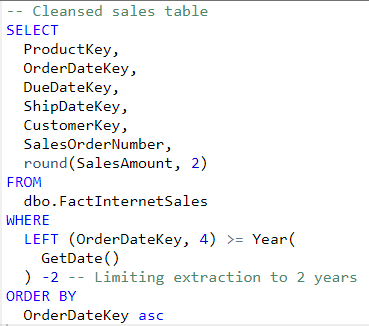 -- Cleansed sales table
SELECT
  ProductKey,
  OrderDateKey,
  DueDateKey,
  ShipDateKey,
  CustomerKey,
  SalesOrderNumber,
  round(SalesAmount, 2)
FROM
  dbo.FactInternetSales
WHERE
  LEFT (OrderDateKey, 4) >= Year(
    GetDate()
  ) -2 -- Limiting extraction to 2 years
ORDER BY
  OrderDateKey asc